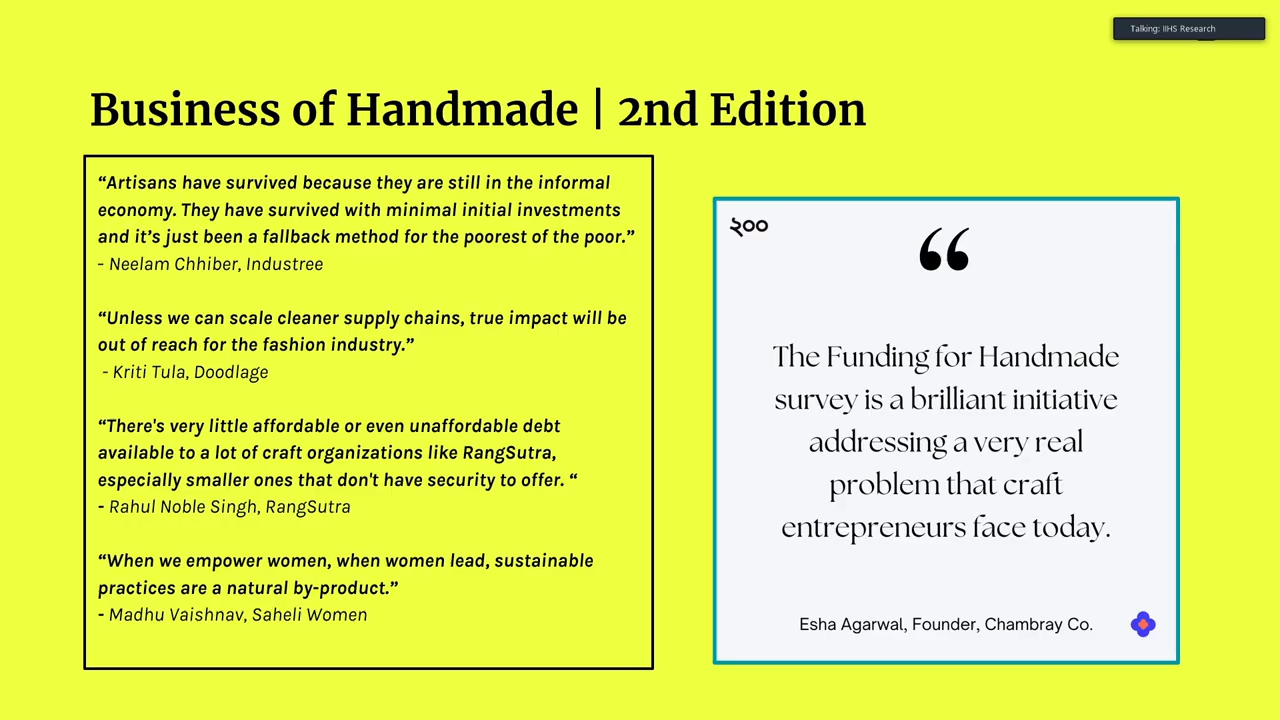 Talking: IIHS Research
Business of Handmade | 2nd Edition
“Artisans have survived because they are still in the informal
economy. They have survived with minimal initial investments
and it’s just been a fallback method for the poorest of the poor.”
- Neelam Chhiber, Industree
“Unless we can scale cleaner supply chains, true impact will be
out of reach for the fashion industry.”
- Kriti Tula, Doodlage
“There's very little affordable or even unaffordable debt
available to a lot of craft organizations like RangSutra,
especially smaller ones that don't have security to offer. “
- Rahul Noble Singh, RangSutra
“When we empower women, when women lead, sustainable
practices are a natural by-product.”
- Madhu Vaishnav, Saheli Women
२००
“
The Funding for Handmade
survey is a brilliant initiative
addressing a very real
problem that craft
entrepreneurs face today.
Esha Agarwal, Founder, Chambray Co.